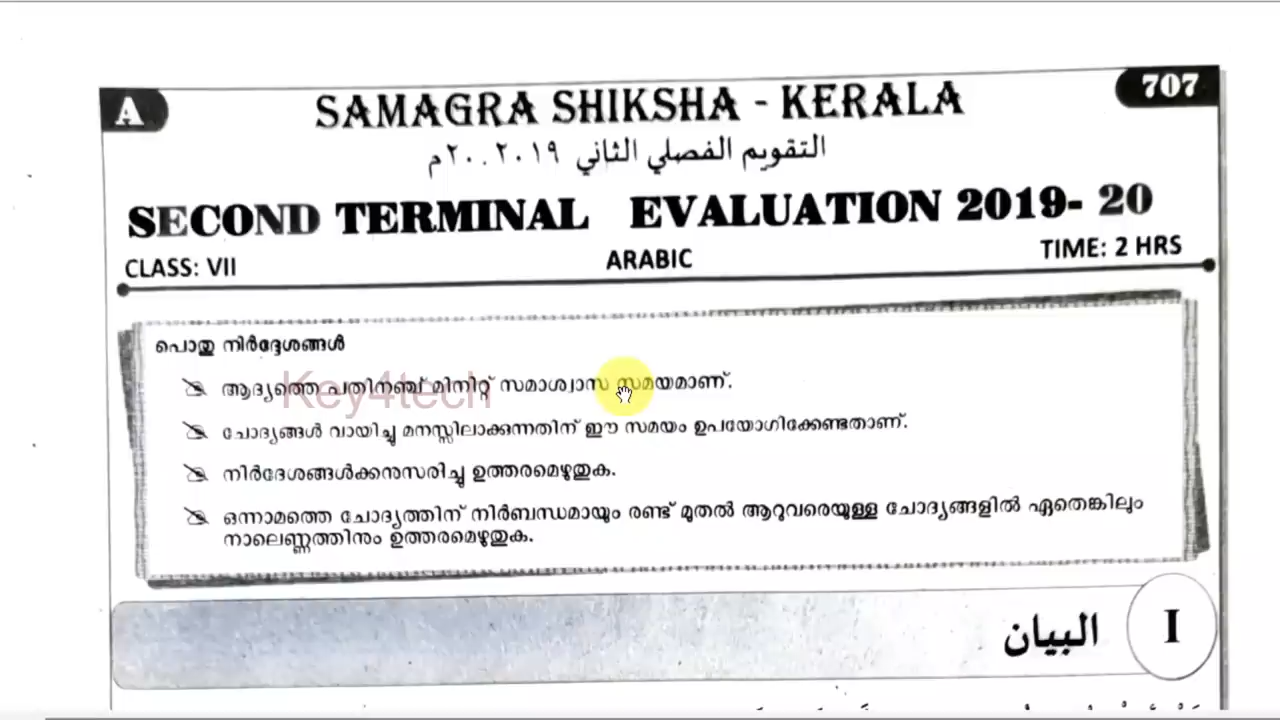 A
707
SAMAGRA SHIKSHA - KERALA
التقويم الفصلي الثاني ٢٠١٩..٢٠م
SECOND TERMINAL EVALUATION 2019- 20
CLASS: VII
ARABIC
TIME: 2 HRS
പൊതു നിർദ്ദേശങ്ങൾ
ആദ്യത്തെ പതിനഞ്ച് മിനിറ്റ് സമാശ്വാസ സമയമാണ്.
Key4tech
ചോദ്യങ്ങൾ വായിച്ചു മനസ്സിലാക്കുന്നതിന് ഈ സമയം ഉപയോഗിക്കേണ്ടതാണ്.
നിർദേശങ്ങൾക്കനുസരിച്ചു ഉത്തരമെഴുതുക.
ഒന്നാമത്തെ ചോദ്യത്തിന് നിർബന്ധമായും രണ്ട് മുതൽ ആറുവരെയുള്ള ചോദ്യങ്ങളിൽ ഏതെങ്കിലും
നാലെണ്ണത്തിനും ഉത്തരമെഴുതുക.
I
البيان